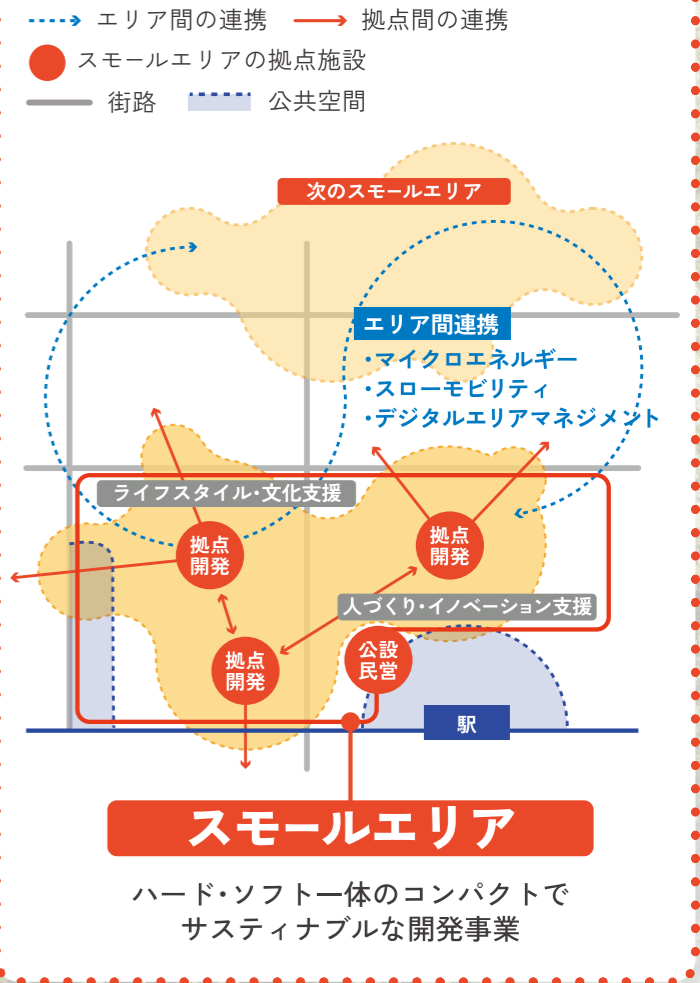 エリア間の連携
拠点間の連携
スモールエリアの拠点施設
街路
公共空間
次のスモールエリア
エリア間連携
・マイクロエネルギー
・スローモビリティ
・デジタルエリアマネジメント
ライフスタイル・文化支援
拠点
開発
拠点
開発
人づくり・イノベーション支援
拠点
開発
公設
民営
駅
スモールエリア
ハード・ソフト一体のコンパクトで
サスティナブルな開発事業